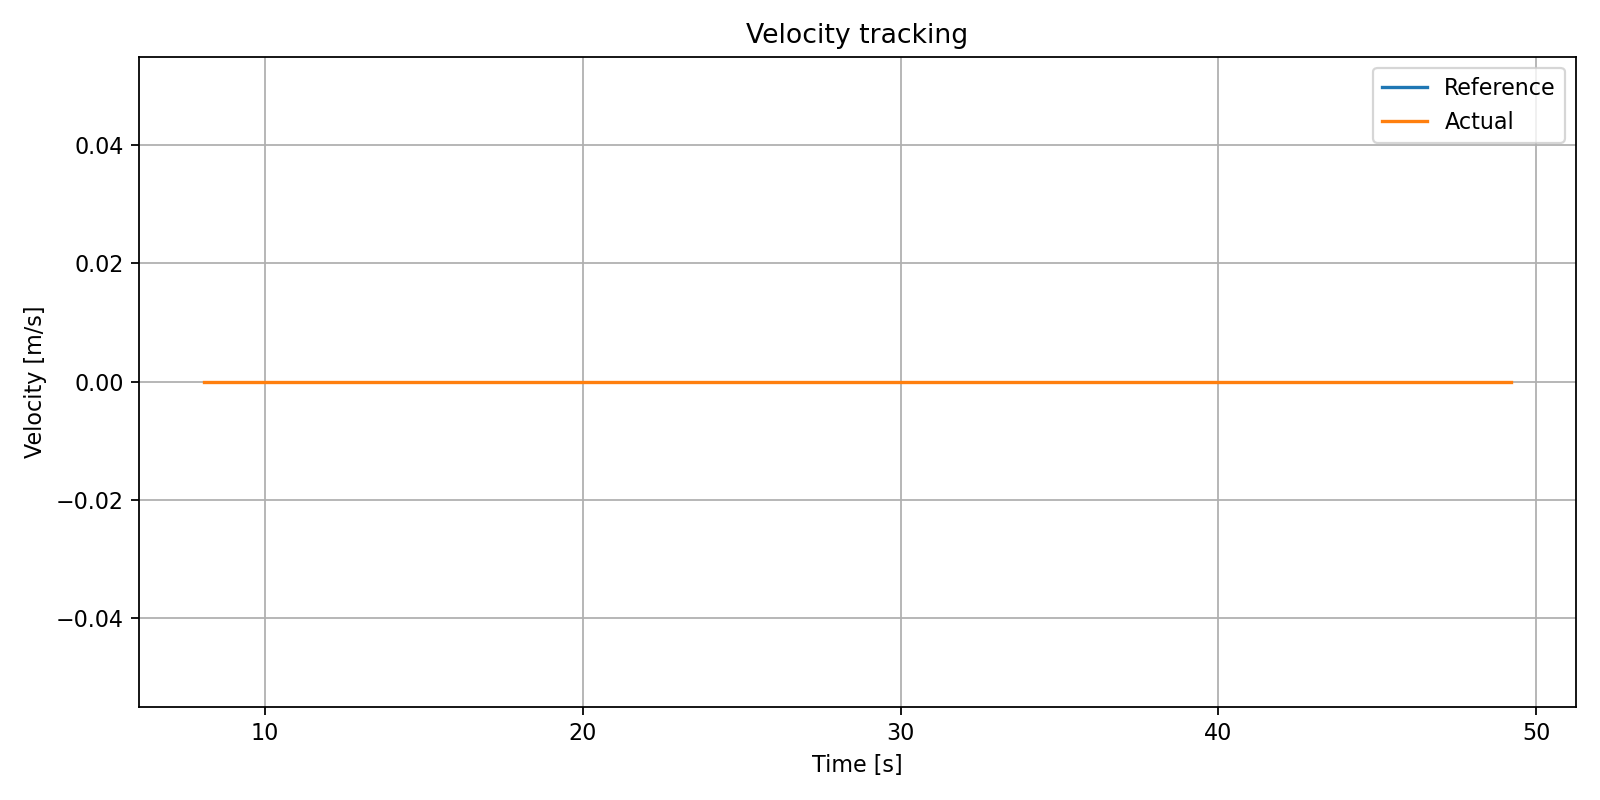 Velocity tracking
Reference
Actual
Velocity [m/s]
0.04
0.02
0.00
−0.02
−0.04
10 20 30 40 50
Time [s]